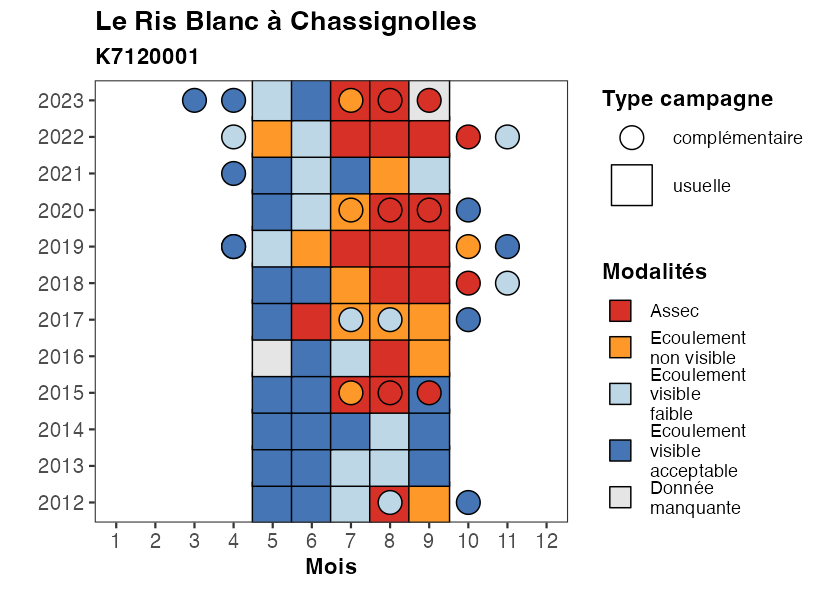 Le Ris Blanc à Chassignolles
K7120001
2023
2022
2021
2020
2019
2018
2017
2016
2015
2014
2013
2012
1 2 3 4 5 6 7 8 9 10 11 12
Mois
Type campagne
complémentaire
usuelle
Modalités
Assec
Ecoulement
non visible
Ecoulement
visible
faible
Ecoulement
visible
acceptable
Donnée
manquante